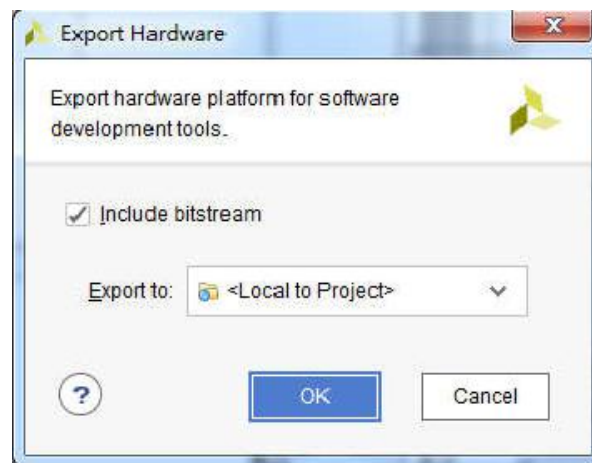 Export Hardware
Export hardware platform for software
development tools.
Include bitstream
Export to: <Local to Project>
? OK Cancel